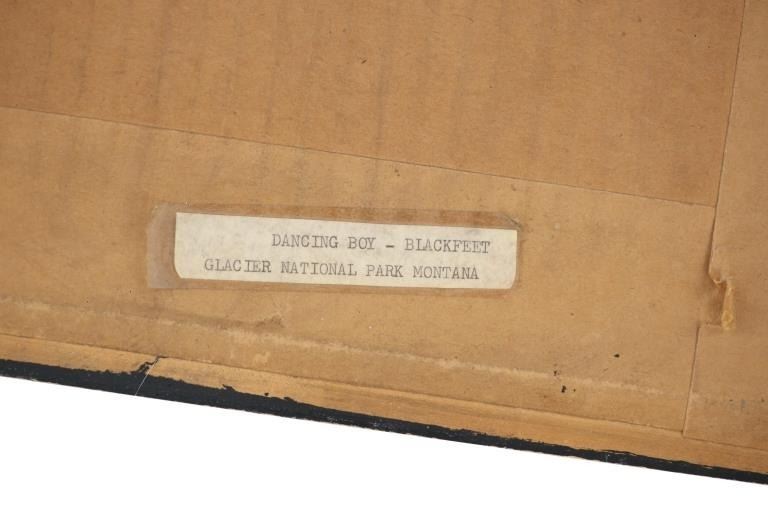 DANCING BOY - BLACKFEET
GLACIER NATIONAL PARK MONTANA